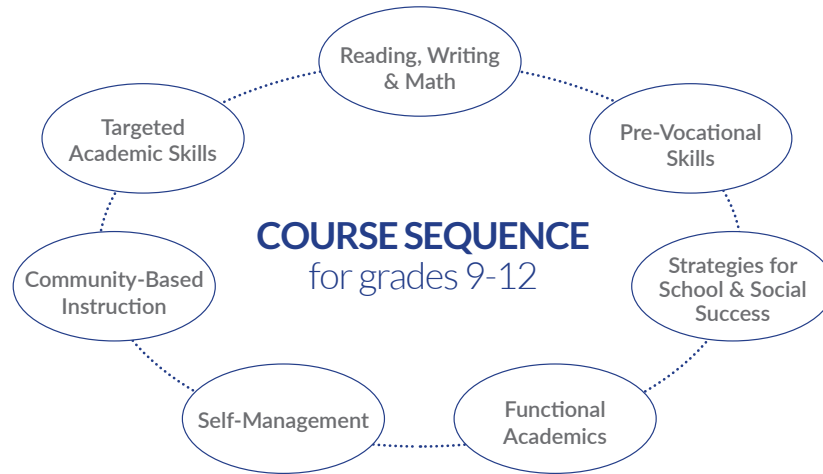 Reading, Writing
& Math
Targeted
Academic Skills
Pre-Vocational
Skills
COURSE SEQUENCE
for grades 9-12
Community-Based
Instruction
Strategies for
School & Social
Success
Self-Management
Functional
Academics